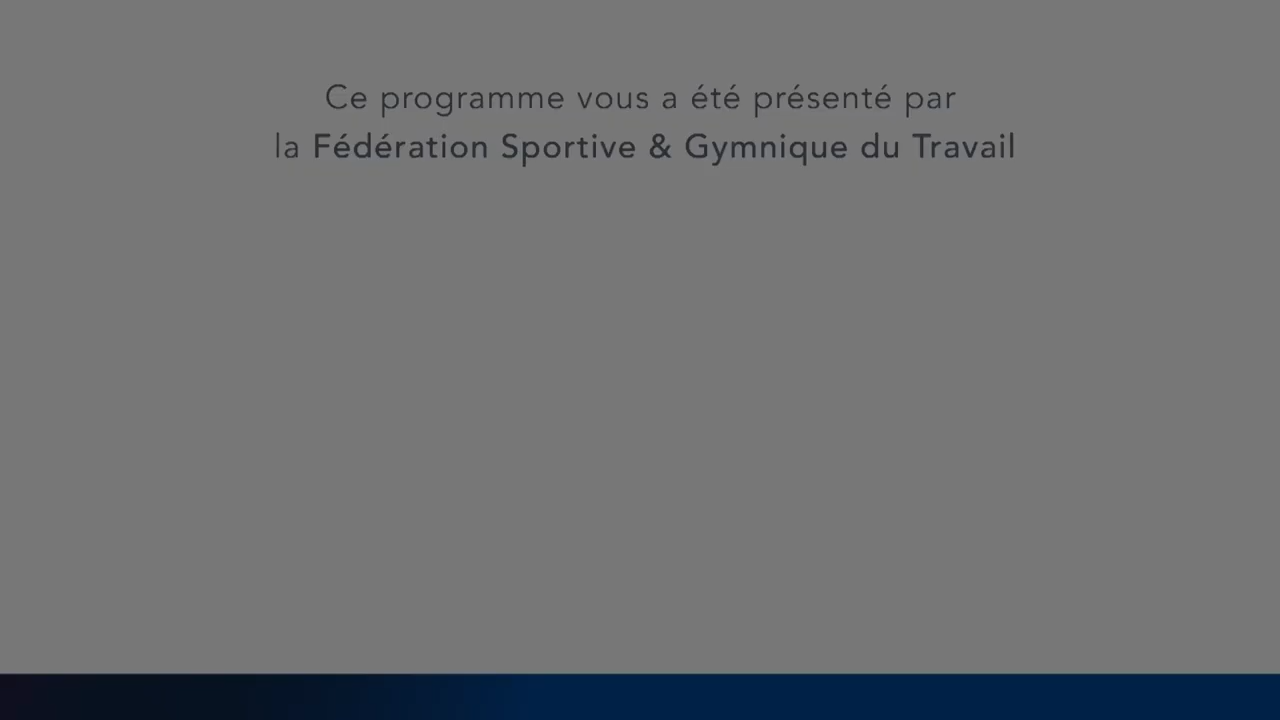 Ce programme vous a été présenté par
la Fédération Sportive & Gymnique du Travail